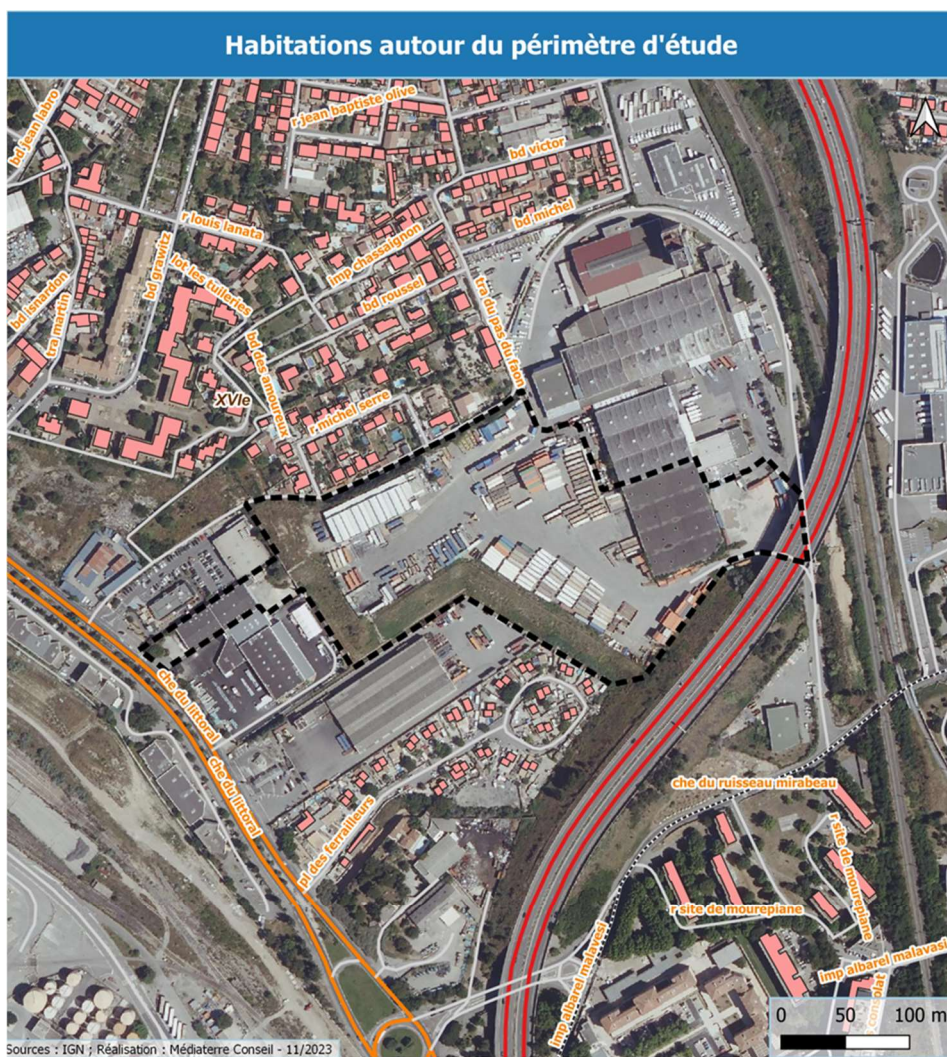 Habitations autour du périmètre d'étude
bd jean labro
r jean baptiste olive
bd victor
r louis lanata
bd michel
imp chassaignon
bd grawitz
lot les tuileries
bd isnardon
tra martin
bd roussel
tra du pas du faon
bd des amoureux
XVIe
r michel serre
che du littoral
che du littoral
pl des ferrailleurs
che du ruisseau mirabeau
r site de mourepiane
r site de mourepiane
imp albarel malavesi
imp albarel malavesi
consolat
0 50 100 m
Sources : IGN ; Réalisation : Médiaterre Conseil - 11/2023